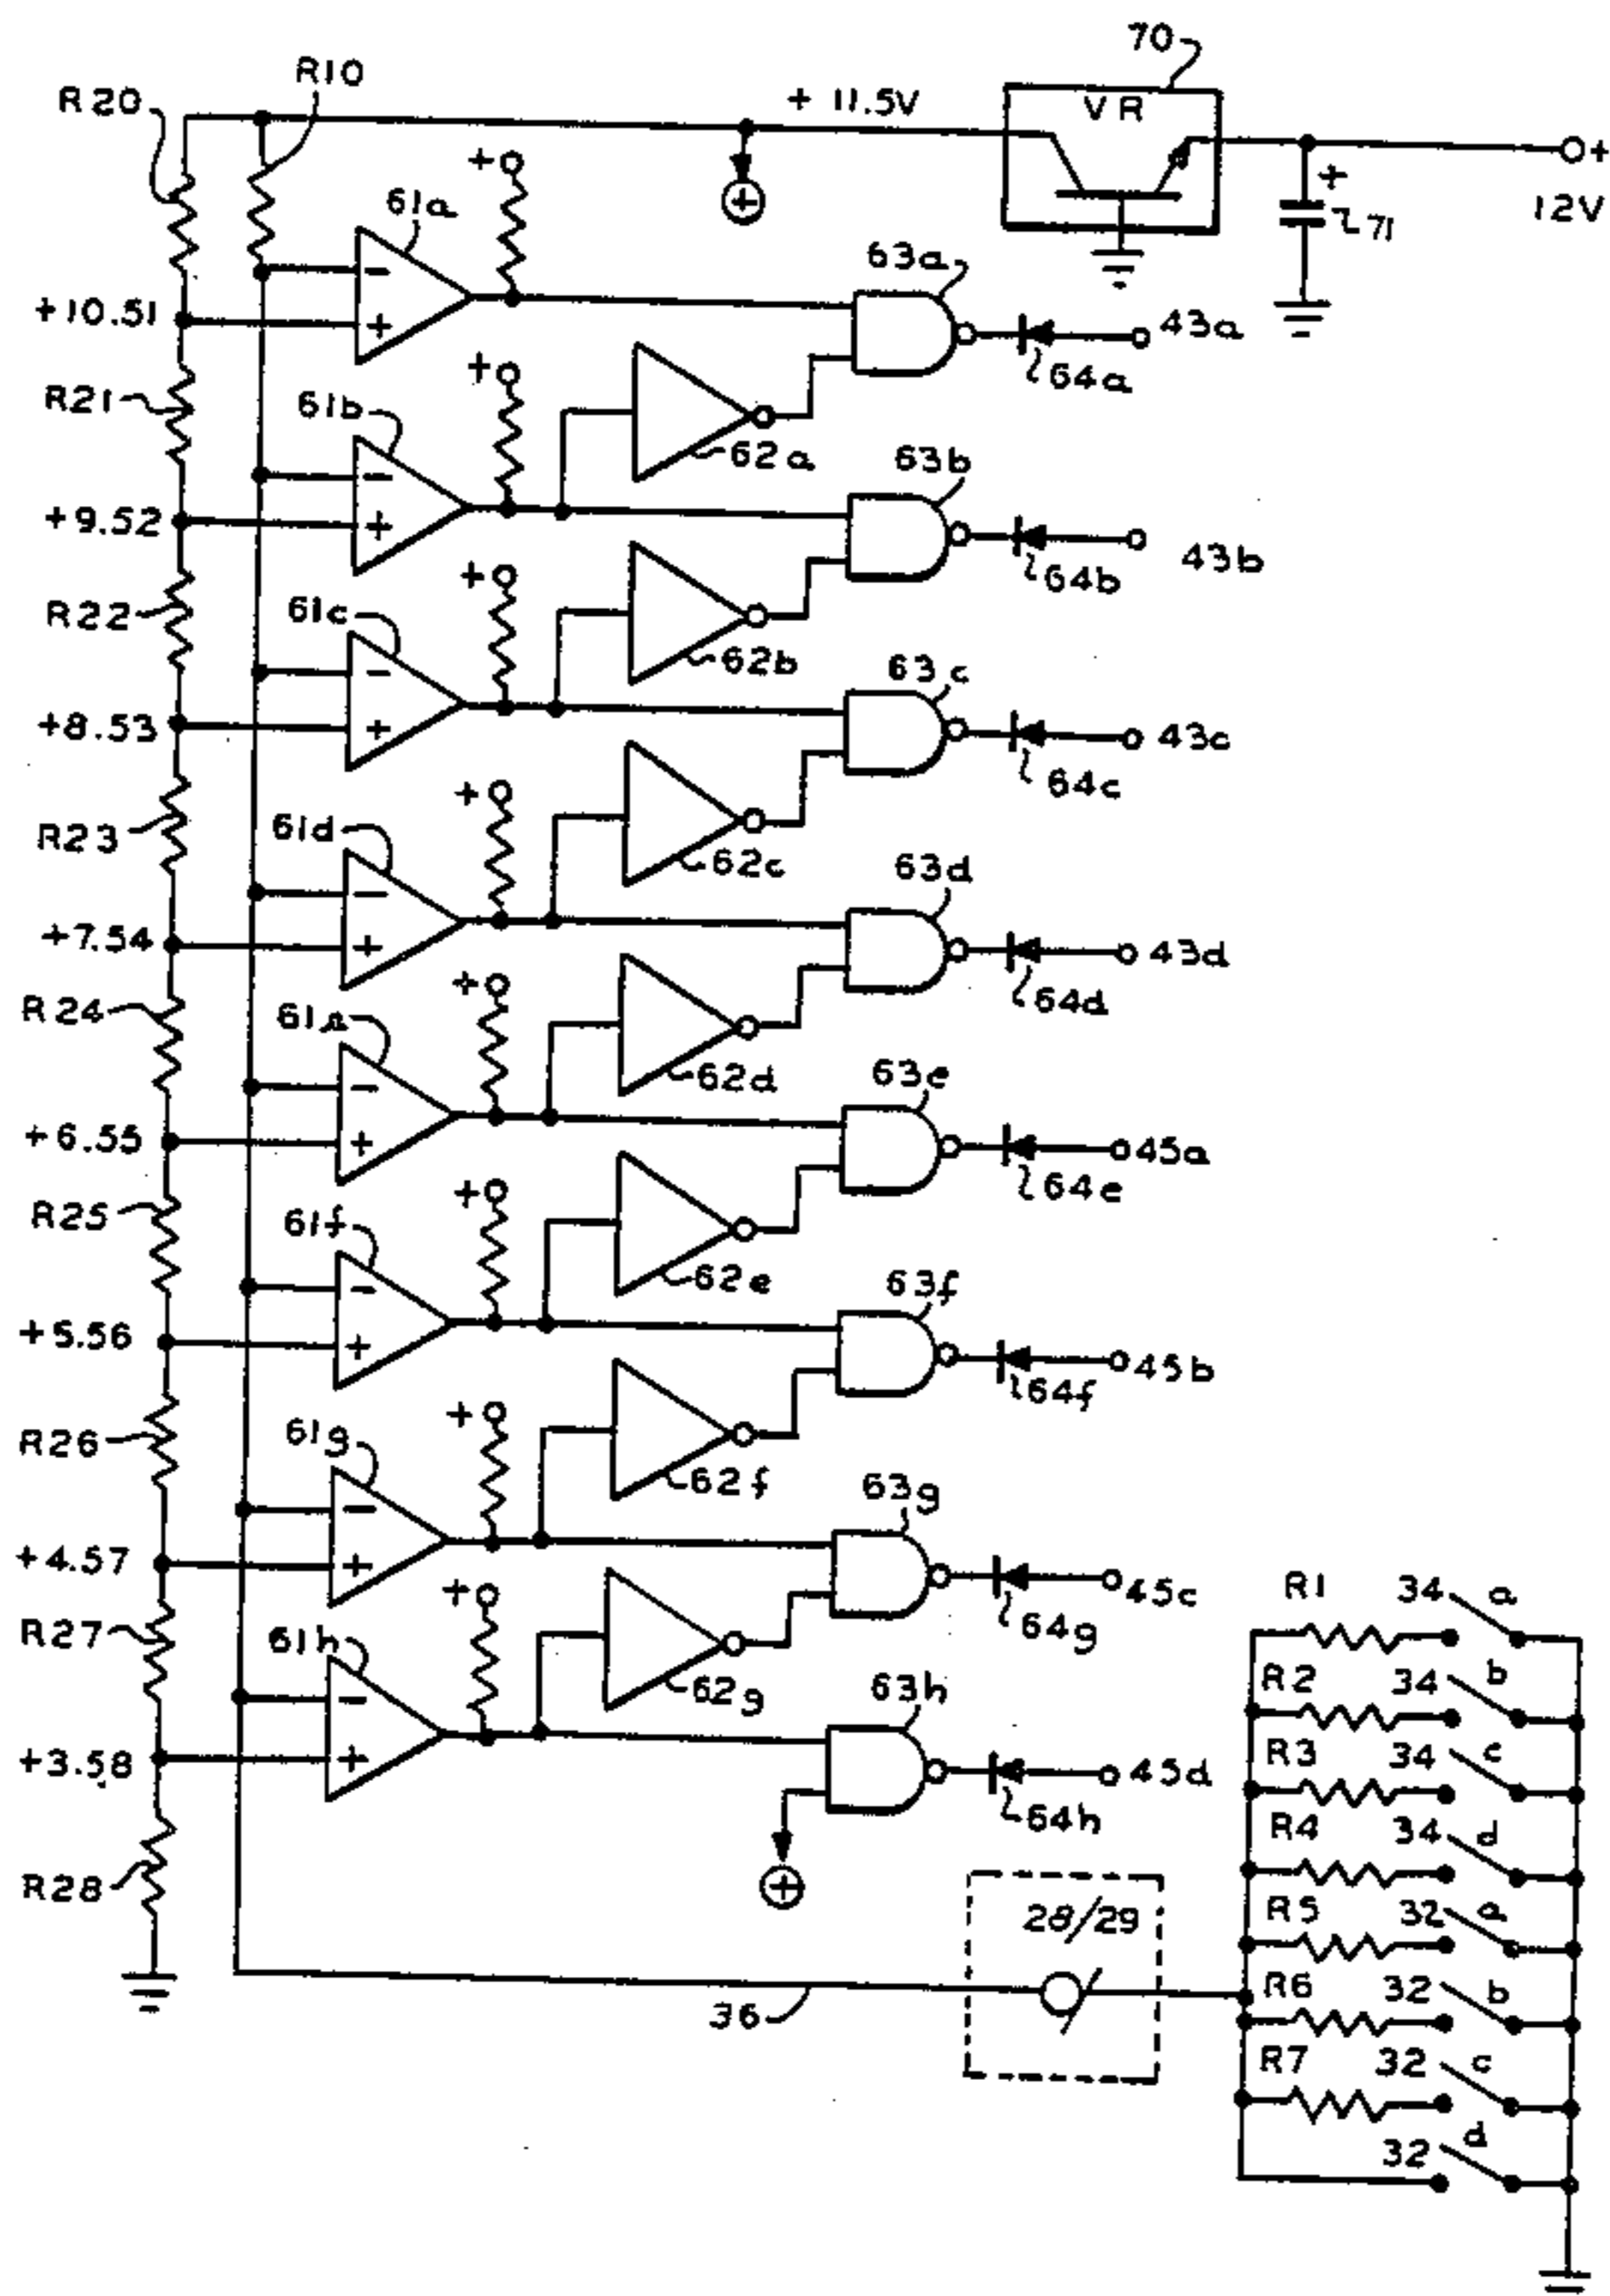 70
R10
R20
+ 11.5V
VR
+
+
+
61a
+
12V
71
63a
−
+10.51
+
43a
+
64a
R21
61b
62a
63b
−
+9.52
+
43b
+
64b
R22
61c
62b
63c
−
+8.53
+
43c
+
64c
R23
61d
62c
63d
−
+7.54
+
43d
+
64d
R24
61e
62d
63e
−
+6.55
+
45a
+
64e
R25
61f
62e
63f
−
+5.56
+
45b
64f
+
R26
61g
62f
63g
−
+4.57
+
45c
+
64g
R1 34 a
61h
R27
62g
63h
R2 34 b
−
+3.58
+
45d
R3 34 c
64h
R4 34 d
R28
+
28/29
R5 32 a
36
R6 32 b
R7 32 c
32 d